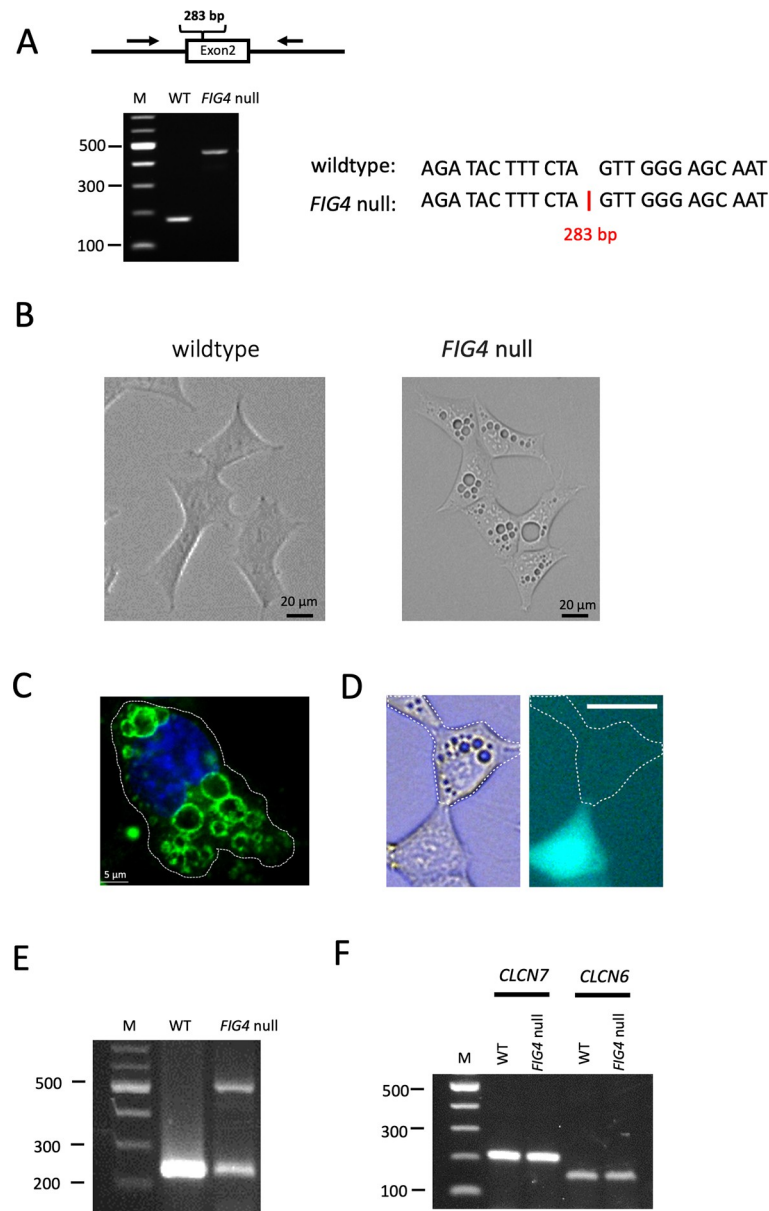 A
283 bp
Exon2
M WT FIG4 null
500
300
100
wildtype: AGA TAC TTT CTA GTT GGG AGC AAT
FIG4 null: AGA TAC TTT CTA | GTT GGG AGC AAT
283 bp
B
wildtype FIG4 null
20 µm 20 µm
C D
5 µm
E
M WT FIG4 null
500
300
200
F
CLCN7 CLCN6
M WT FIG4 null WT FIG4 null
500
300
100